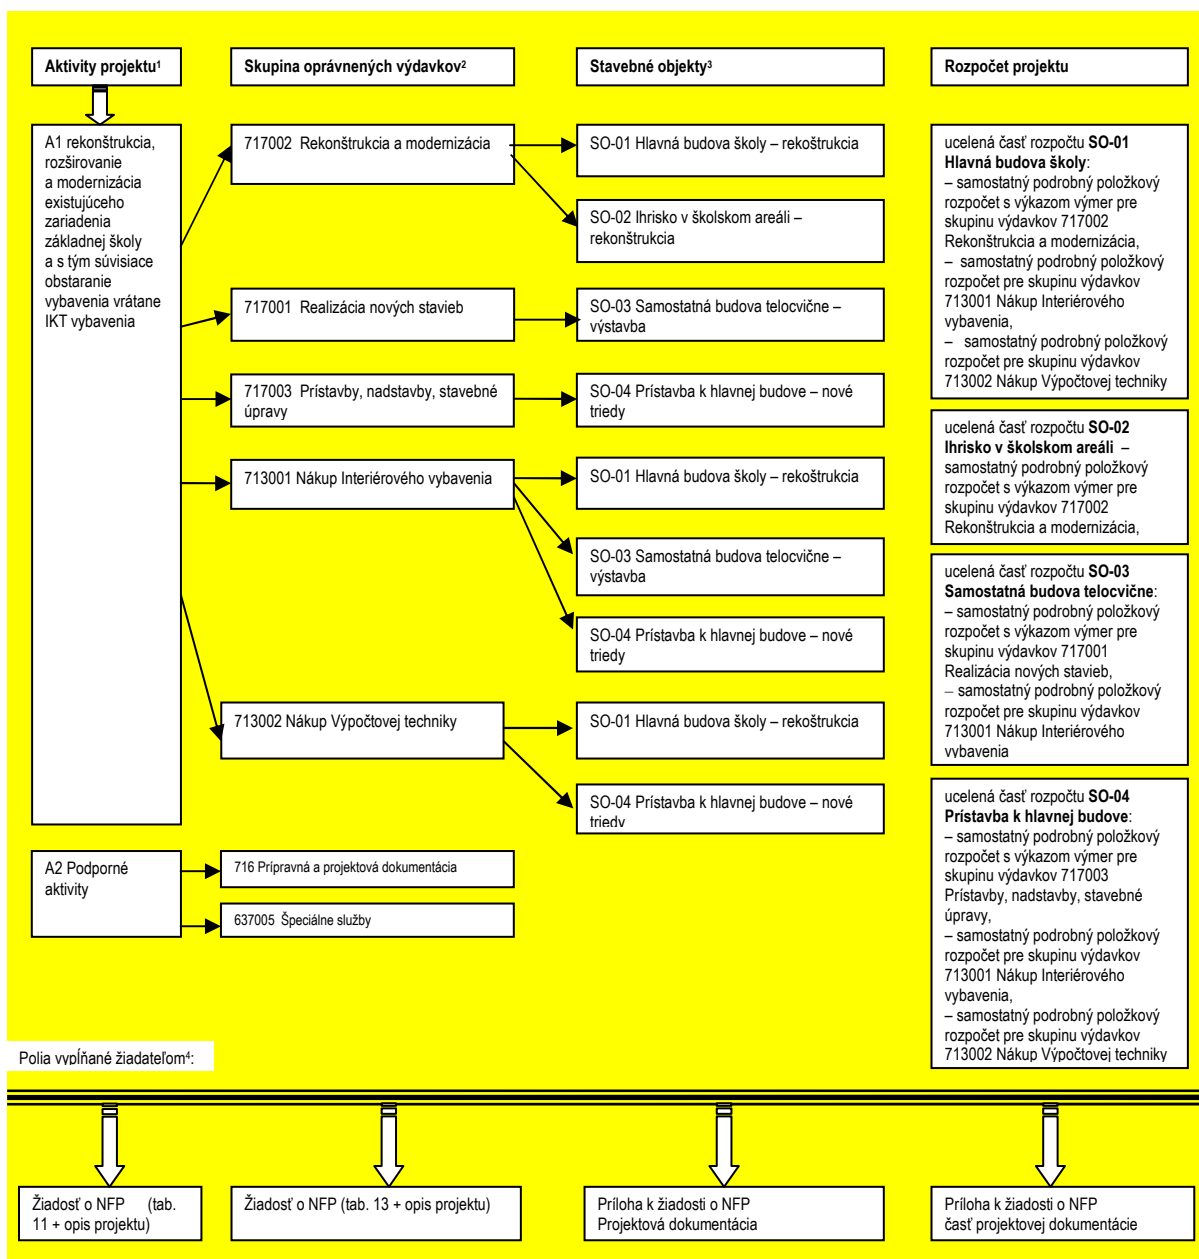 Aktivity projektu¹
Skupina oprávnených výdavkov²
Stavebné objekty³
Rozpočet projektu
A1 rekonštrukcia,
rozširovanie
a modernizácia
existujúceho
zariadenia
základnej školy
a s tým súvisiace
obstaranie
vybavenia vrátane
IKT vybavenia
717002  Rekonštrukcia a modernizácia
SO-01 Hlavná budova školy – rekoštrukcia
SO-02 Ihrisko v školskom areáli –
rekonštrukcia
717001  Realizácia nových stavieb
SO-03 Samostatná budova telocvične –
výstavba
717003  Prístavby, nadstavby, stavebné
úpravy
SO-04 Prístavba k hlavnej budove – nové
triedy
713001 Nákup Interiérového vybavenia
SO-01 Hlavná budova školy – rekoštrukcia
SO-03 Samostatná budova telocvične –
výstavba
SO-04 Prístavba k hlavnej budove – nové
triedy
713002 Nákup Výpočtovej techniky
SO-01 Hlavná budova školy – rekoštrukcia
SO-04 Prístavba k hlavnej budove – nové
triedy
A2 Podporné
aktivity
716 Prípravná a projektová dokumentácia
637005  Špeciálne služby
ucelená časť rozpočtu SO-01
Hlavná budova školy:
– samostatný podrobný položkový
rozpočet s výkazom výmer pre
skupinu výdavkov 717002
Rekonštrukcia a modernizácia,
– samostatný podrobný položkový
rozpočet pre skupinu výdavkov
713001 Nákup Interiérového
vybavenia,
– samostatný podrobný položkový
rozpočet pre skupinu výdavkov
713002 Nákup Výpočtovej techniky
ucelená časť rozpočtu SO-02
Ihrisko v školskom areáli –
samostatný podrobný položkový
rozpočet s výkazom výmer pre
skupinu výdavkov 717002
Rekonštrukcia a modernizácia,
ucelená časť rozpočtu SO-03
Samostatná budova telocvične:
– samostatný podrobný položkový
rozpočet s výkazom výmer pre
skupinu výdavkov 717001
Realizácia nových stavieb,
– samostatný podrobný položkový
rozpočet pre skupinu výdavkov
713001 Nákup Interiérového
vybavenia
ucelená časť rozpočtu SO-04
Prístavba k hlavnej budove:
– samostatný podrobný položkový
rozpočet s výkazom výmer pre
skupinu výdavkov 717003
Prístavby, nadstavby, stavebné
úpravy,
– samostatný podrobný položkový
rozpočet pre skupinu výdavkov
713001 Nákup Interiérového
vybavenia,
– samostatný podrobný položkový
rozpočet pre skupinu výdavkov
713002 Nákup Výpočtovej techniky
Polia vypĺňané žiadateľom⁴:
Žiadosť o NFP (tab.
11 + opis projektu)
Žiadosť o NFP (tab. 13 + opis projektu)
Príloha k žiadosti o NFP
Projektová dokumentácia
Príloha k žiadosti o NFP
časť projektovej dokumentácie